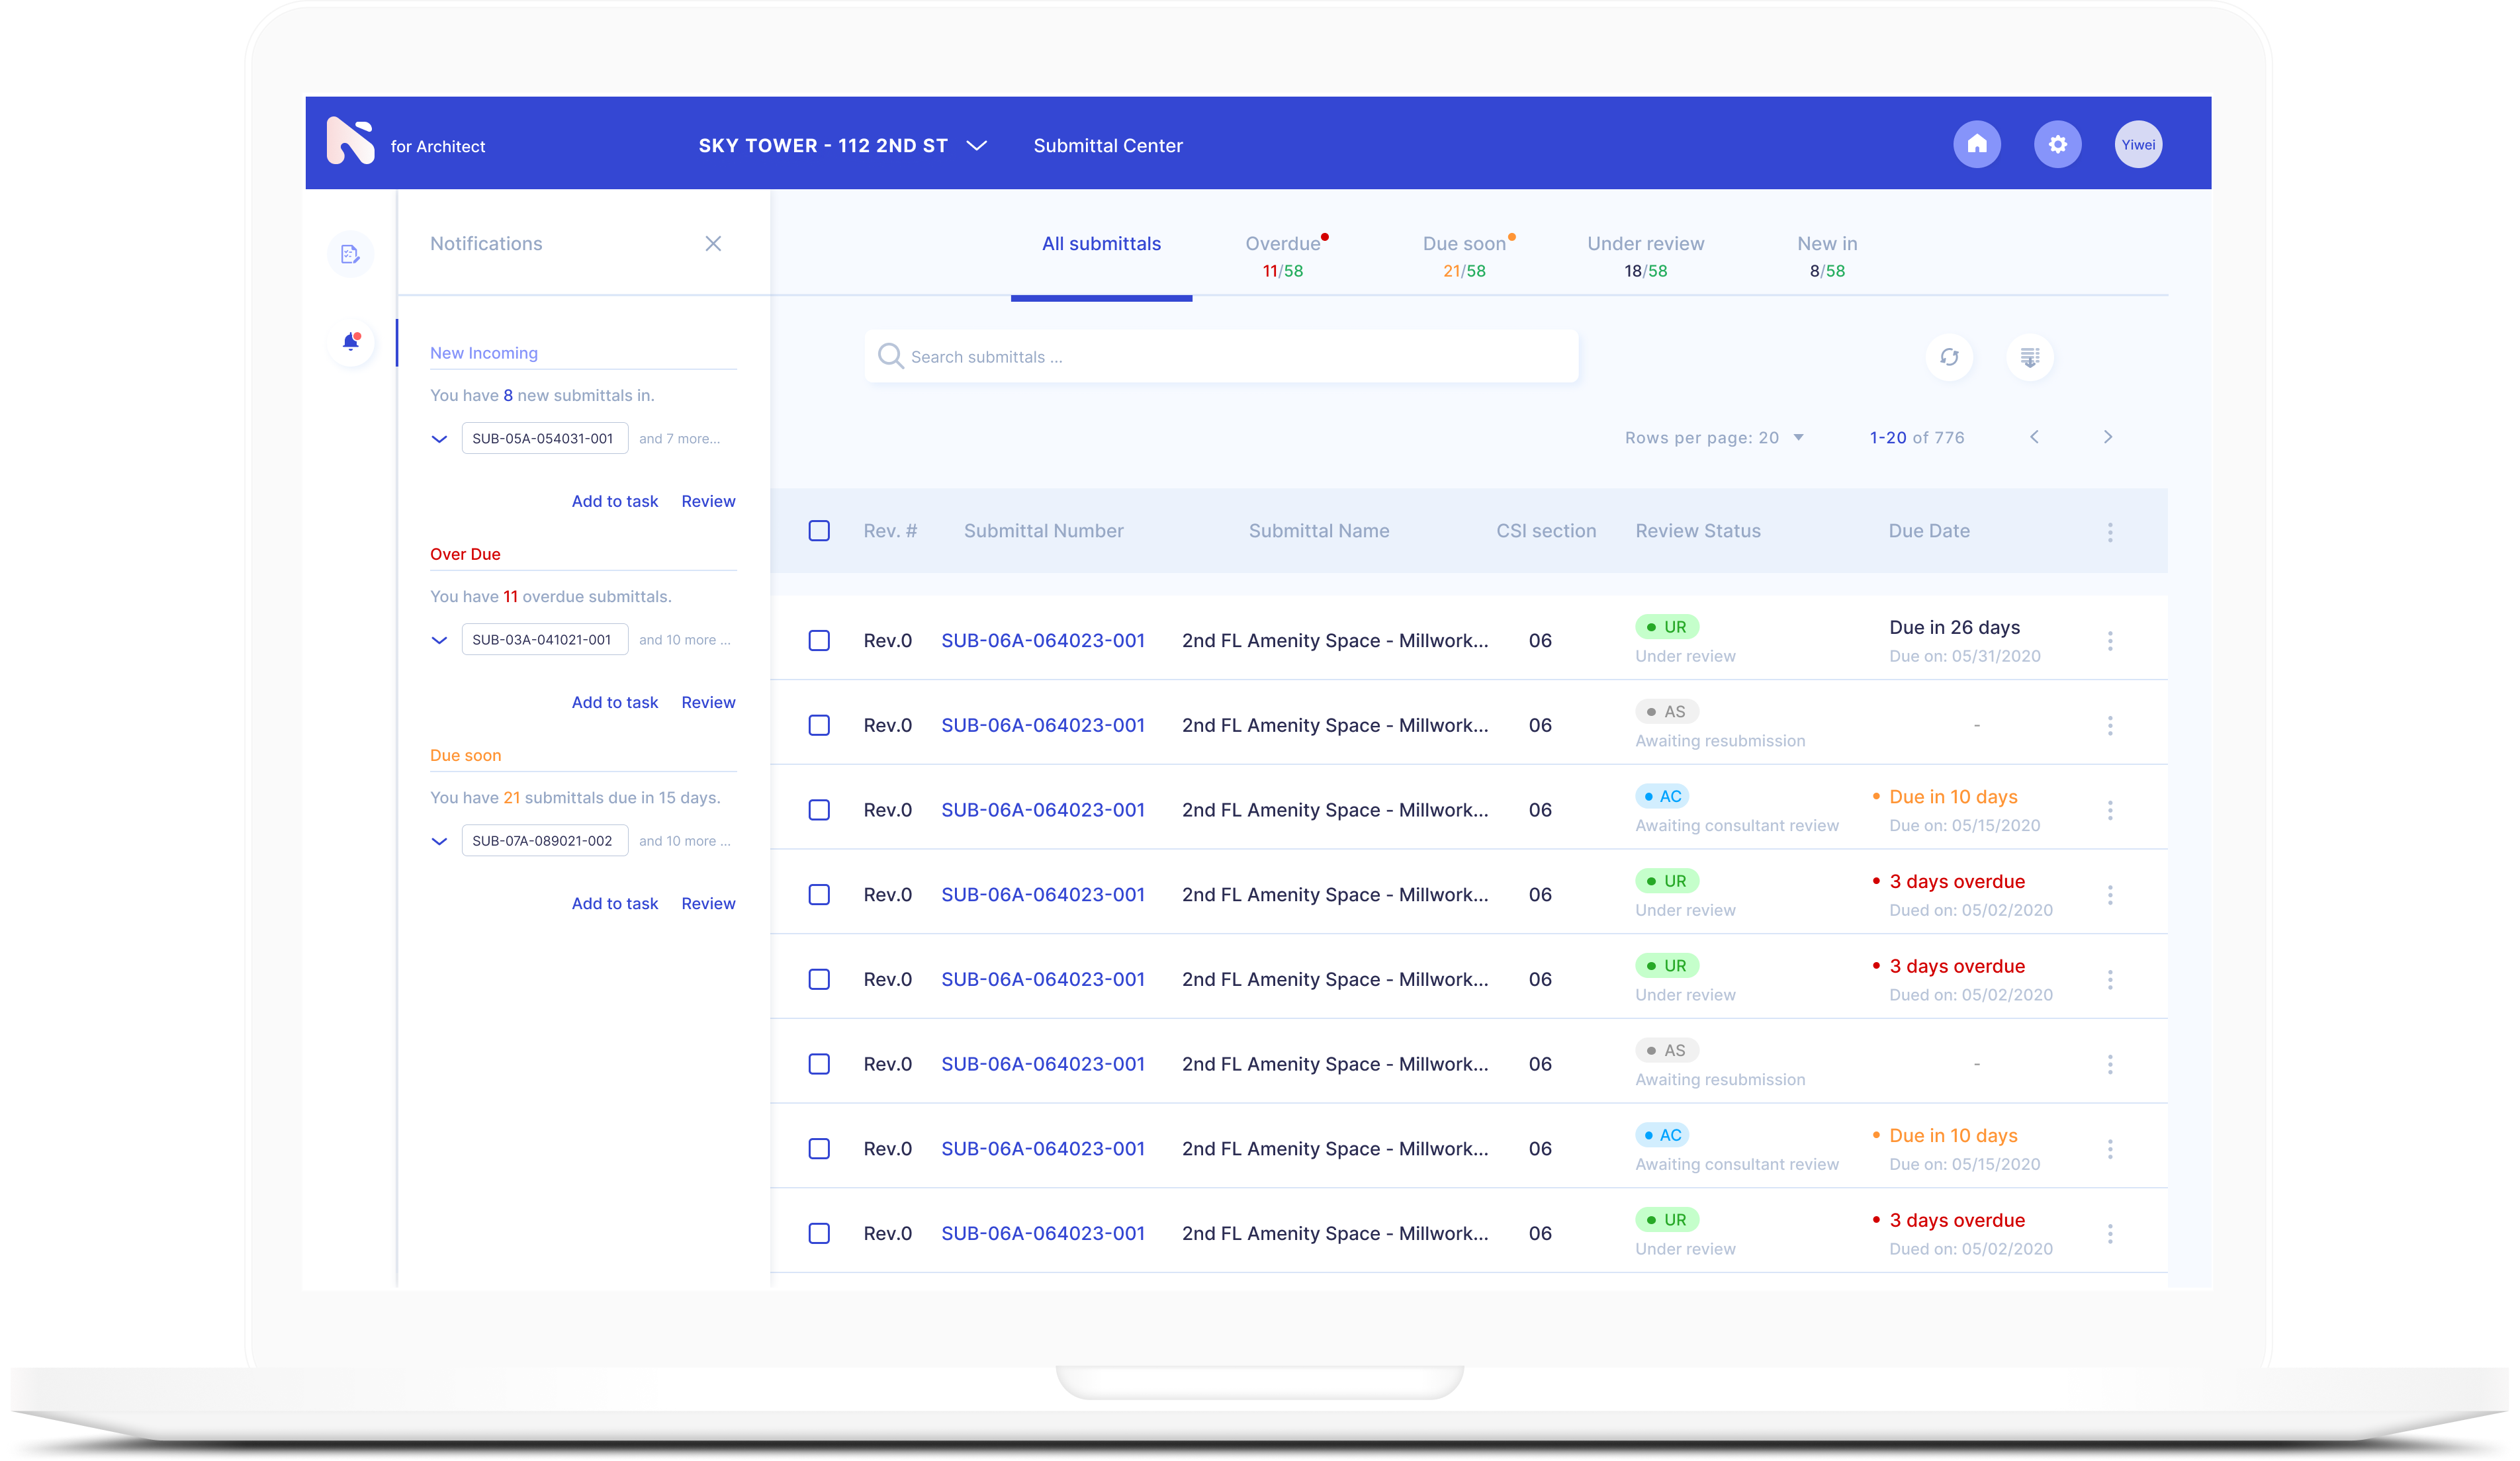 for Architect
SKY TOWER - 112 2ND ST
Submittal Center
Yiwei
Notifications
New Incoming
You have 8 new submittals in.
SUB-05A-054031-001 and 7 more...
Add to task Review
Over Due
You have 11 overdue submittals.
SUB-03A-041021-001 and 10 more ...
Add to task Review
Due soon
You have 21 submittals due in 15 days.
SUB-07A-089021-002 and 10 more ...
Add to task Review
All submittals Overdue Due soon Under review New in
11/58 21/58 18/58 8/58
Search submittals ...
Rows per page: 20 1-20 of 776
Rev. # Submittal Number Submittal Name CSI section Review Status Due Date
UR Due in 26 days
Rev.0 SUB-06A-064023-001 2nd FL Amenity Space - Millwork... 06
Under review Due on: 05/31/2020
AS
Rev.0 SUB-06A-064023-001 2nd FL Amenity Space - Millwork... 06 -
Awaiting resubmission
AC Due in 10 days
Rev.0 SUB-06A-064023-001 2nd FL Amenity Space - Millwork... 06
Awaiting consultant review Due on: 05/15/2020
UR 3 days overdue
Rev.0 SUB-06A-064023-001 2nd FL Amenity Space - Millwork... 06
Under review Dued on: 05/02/2020
UR 3 days overdue
Rev.0 SUB-06A-064023-001 2nd FL Amenity Space - Millwork... 06
Under review Dued on: 05/02/2020
AS
Rev.0 SUB-06A-064023-001 2nd FL Amenity Space - Millwork... 06 -
Awaiting resubmission
AC Due in 10 days
Rev.0 SUB-06A-064023-001 2nd FL Amenity Space - Millwork... 06
Awaiting consultant review Due on: 05/15/2020
UR 3 days overdue
Rev.0 SUB-06A-064023-001 2nd FL Amenity Space - Millwork... 06
Under review Dued on: 05/02/2020